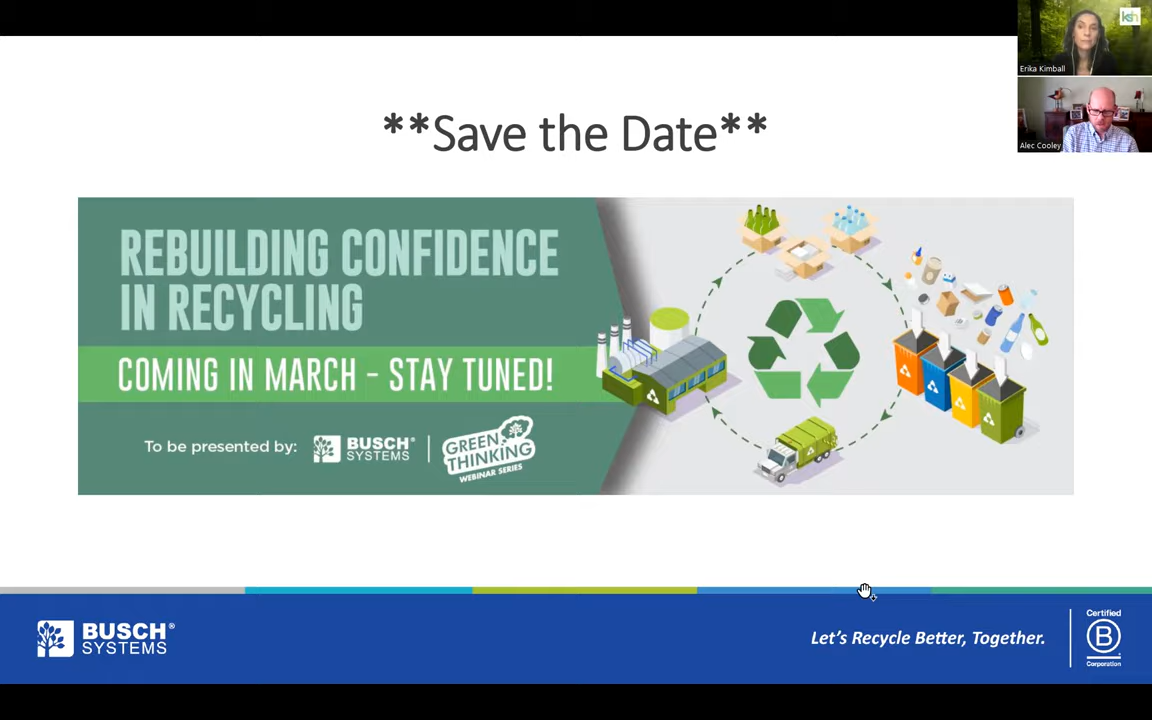 ksh
Erika Kimball
Alec Cooley
**Save the Date**
REBUILDING CONFIDENCE
IN RECYCLING
COMING IN MARCH - STAY TUNED!
To be presented by:
BUSCH®
SYSTEMS
GREEN
THINKING
WEBINAR SERIES
BUSCH®
SYSTEMS
Let's Recycle Better, Together.
Certified
B
Corporation